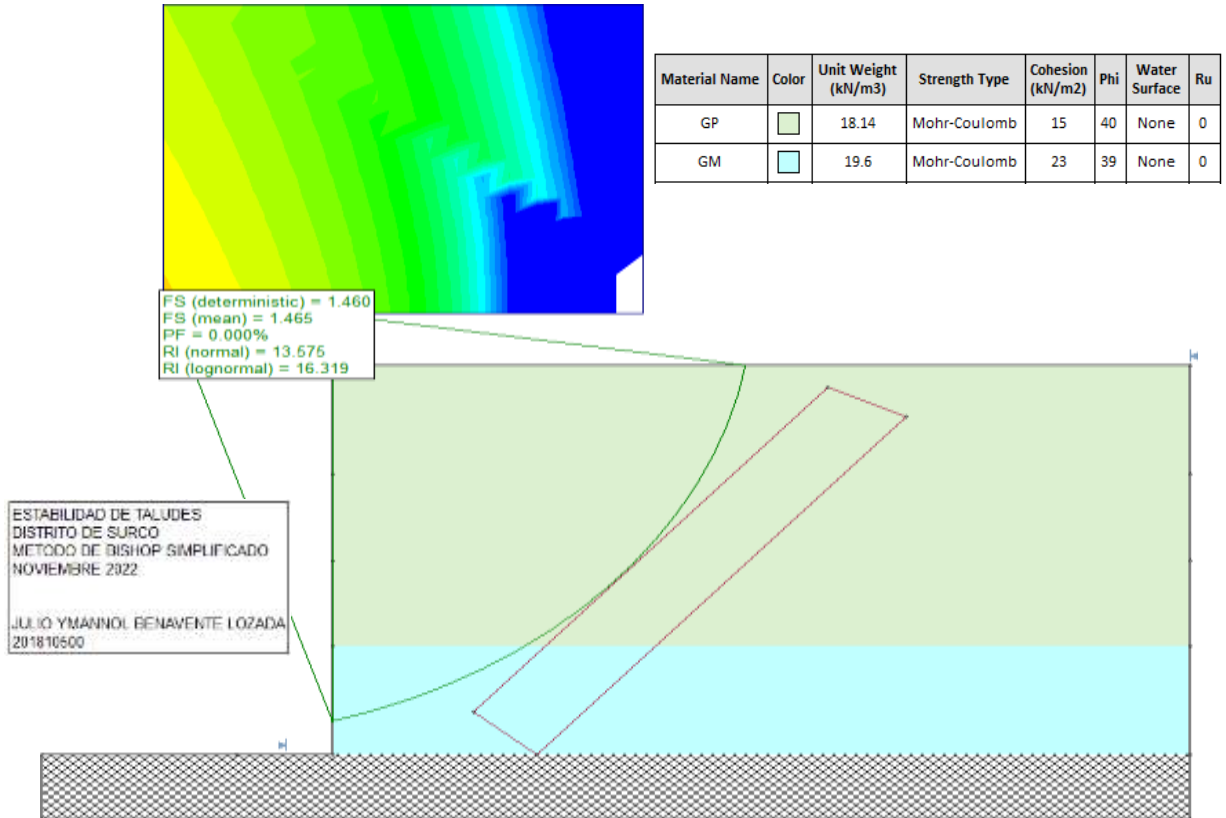 Material Name Color Unit Weight (kN/m3) Strength Type Cohesion (kN/m2) Phi Water Surface Ru
GP 18.14 Mohr-Coulomb 15 40 None 0
GM 19.6 Mohr-Coulomb 23 39 None 0
FS (deterministic) = 1.460
FS (mean) = 1.465
PF = 0.000%
RI (normal) = 13.575
RI (lognormal) = 16.319
ESTABILIDAD DE TALUDES
DISTRITO DE SURCO
METODO DE BISHOP SIMPLIFICADO
NOVIEMBRE 2022
JULIO YMANNOL BENAVENTE LOZADA
201810500